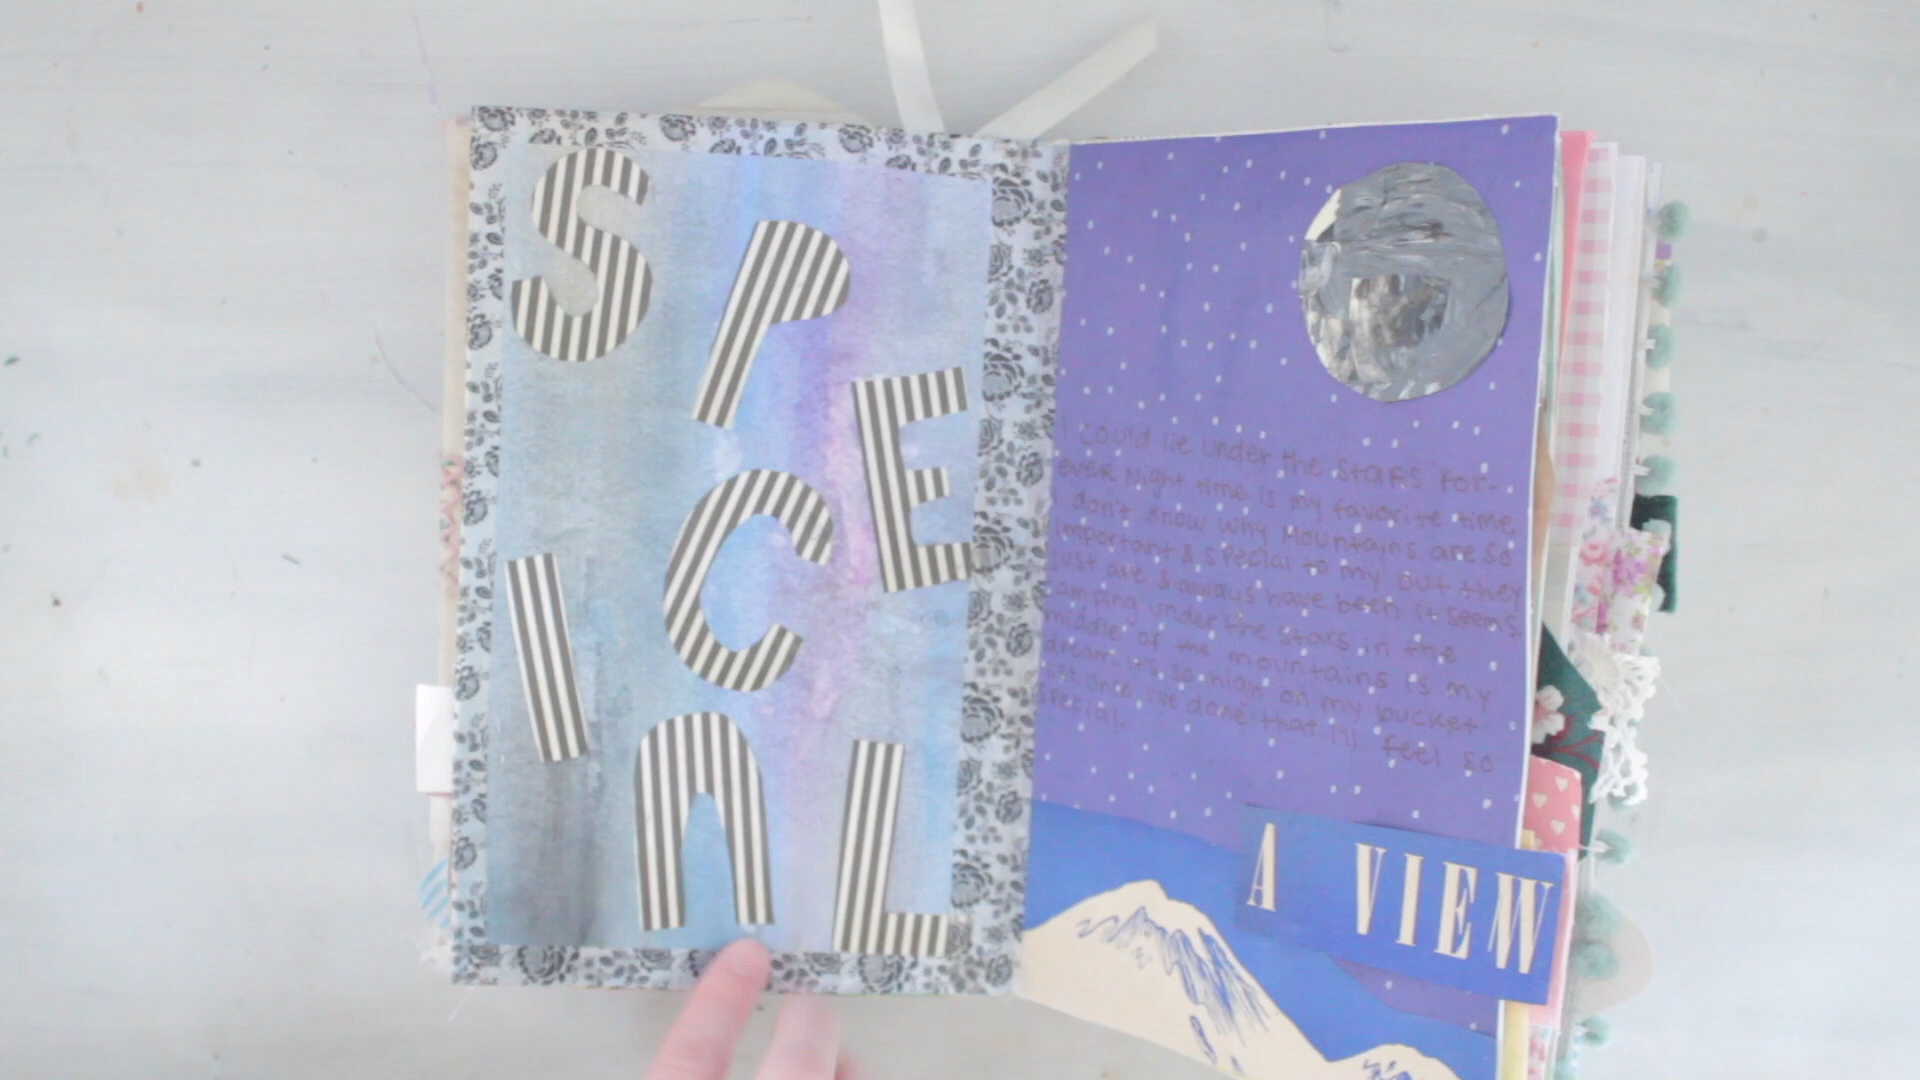 SPECIAL
I could lie under the STARS for-
ever Night time is my favorite time
I don't know why Mountains are so
important & special to my but they
just are & always have been it seems.
Camping under the stars in the
middle of the mountains is my
dream. it's so high on my bucket
list. once I've done that I'll feel so
special.
A VIEW